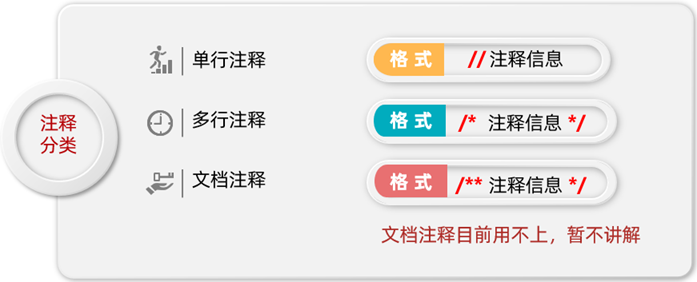 注释
分类
单行注释
格式 // 注释信息
多行注释
格式 /* 注释信息 */
文档注释
格式 /** 注释信息 */
文档注释目前用不上，暂不讲解